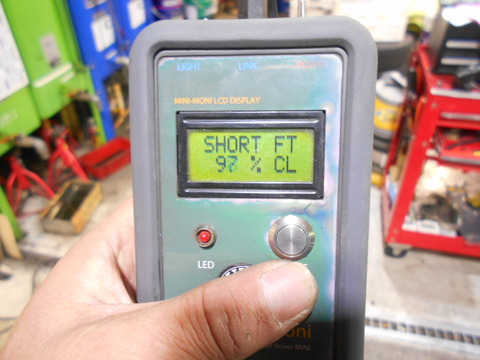 LIGHT LINK
MINI-MONI LCD DISPLAY
SHORT FT
97 % CL
LED